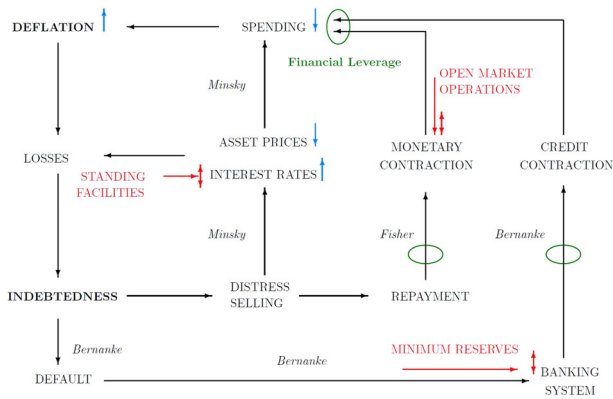 DEFLATION
SPENDING
Financial Leverage
OPEN MARKET
OPERATIONS
Minsky
ASSET PRICES
MONETARY
CONTRACTION
CREDIT
CONTRACTION
LOSSES
STANDING
FACILITIES
INTEREST RATES
Minsky
Fisher
Bernanke
INDEBTEDNESS
DISTRESS
SELLING
REPAYMENT
Bernanke
Bernanke
MINIMUM RESERVES
DEFAULT
BANKING
SYSTEM